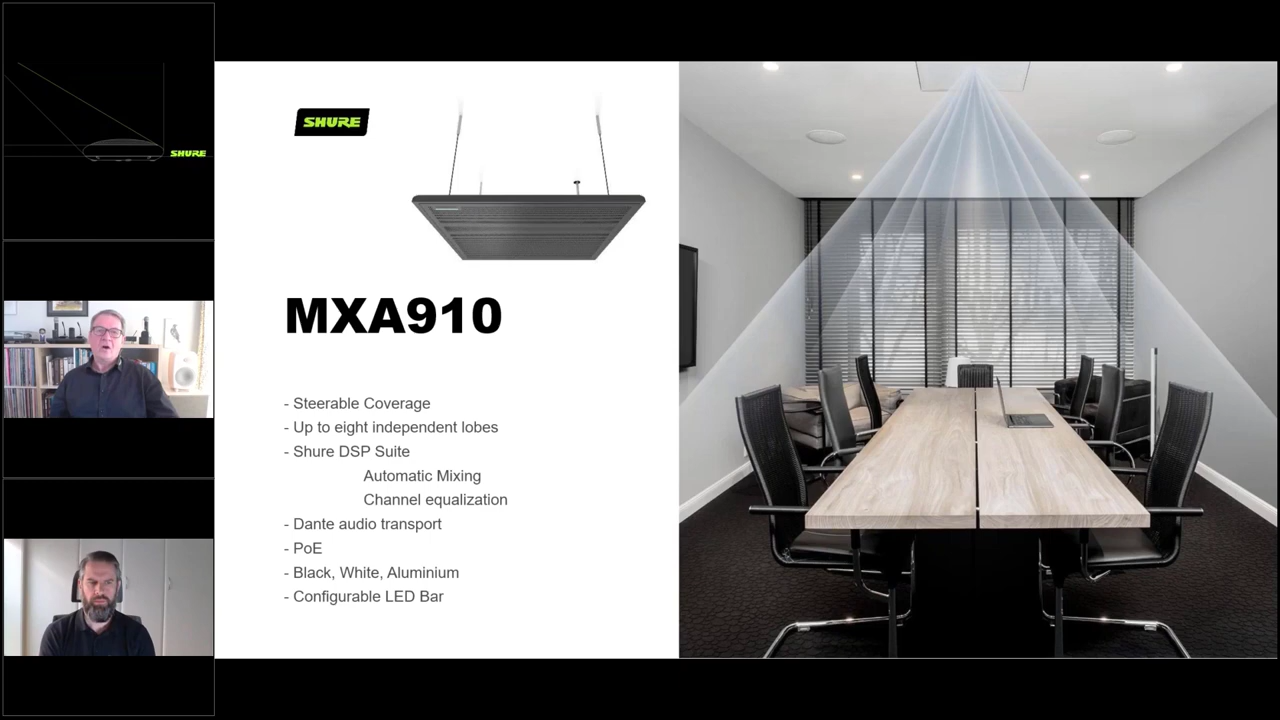 SHURE
SHURE
MXA910
- Steerable Coverage
- Up to eight independent lobes
- Shure DSP Suite
Automatic Mixing
Channel equalization
- Dante audio transport
- PoE
- Black, White, Aluminium
- Configurable LED Bar